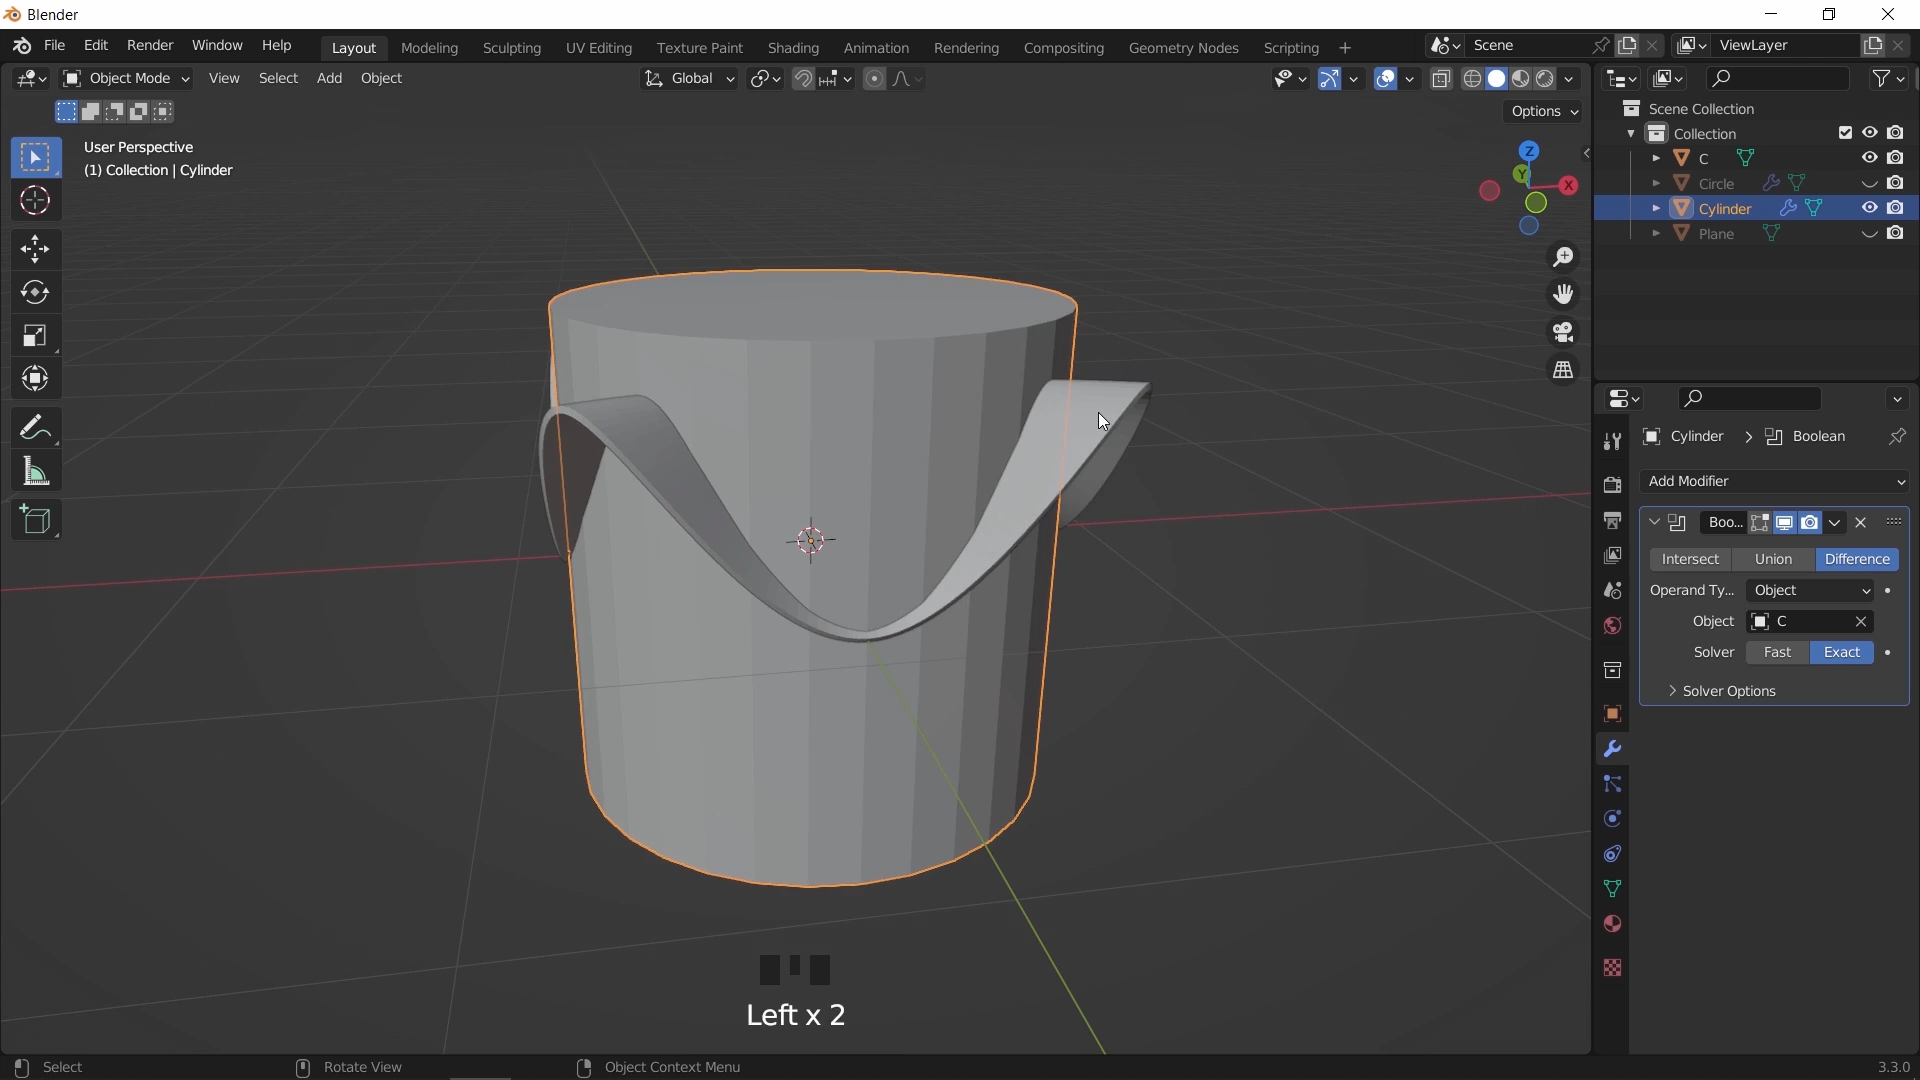 Blender
File Edit Render Window Help Layout Modeling Sculpting UV Editing Texture Paint Shading Animation Rendering Compositing Geometry Nodes Scripting + Scene ViewLayer
Object Mode View Select Add Object Global
Options
User Perspective
(1) Collection | Cylinder
Z
Y
X
Scene Collection
Collection
C
Circle
Cylinder
Plane
Cylinder > Boolean
Add Modifier
Boo...
Intersect Union Difference
Operand Ty... Object
Object C
Solver Fast Exact
Solver Options
Left x 2
Select Rotate View Object Context Menu 3.3.0